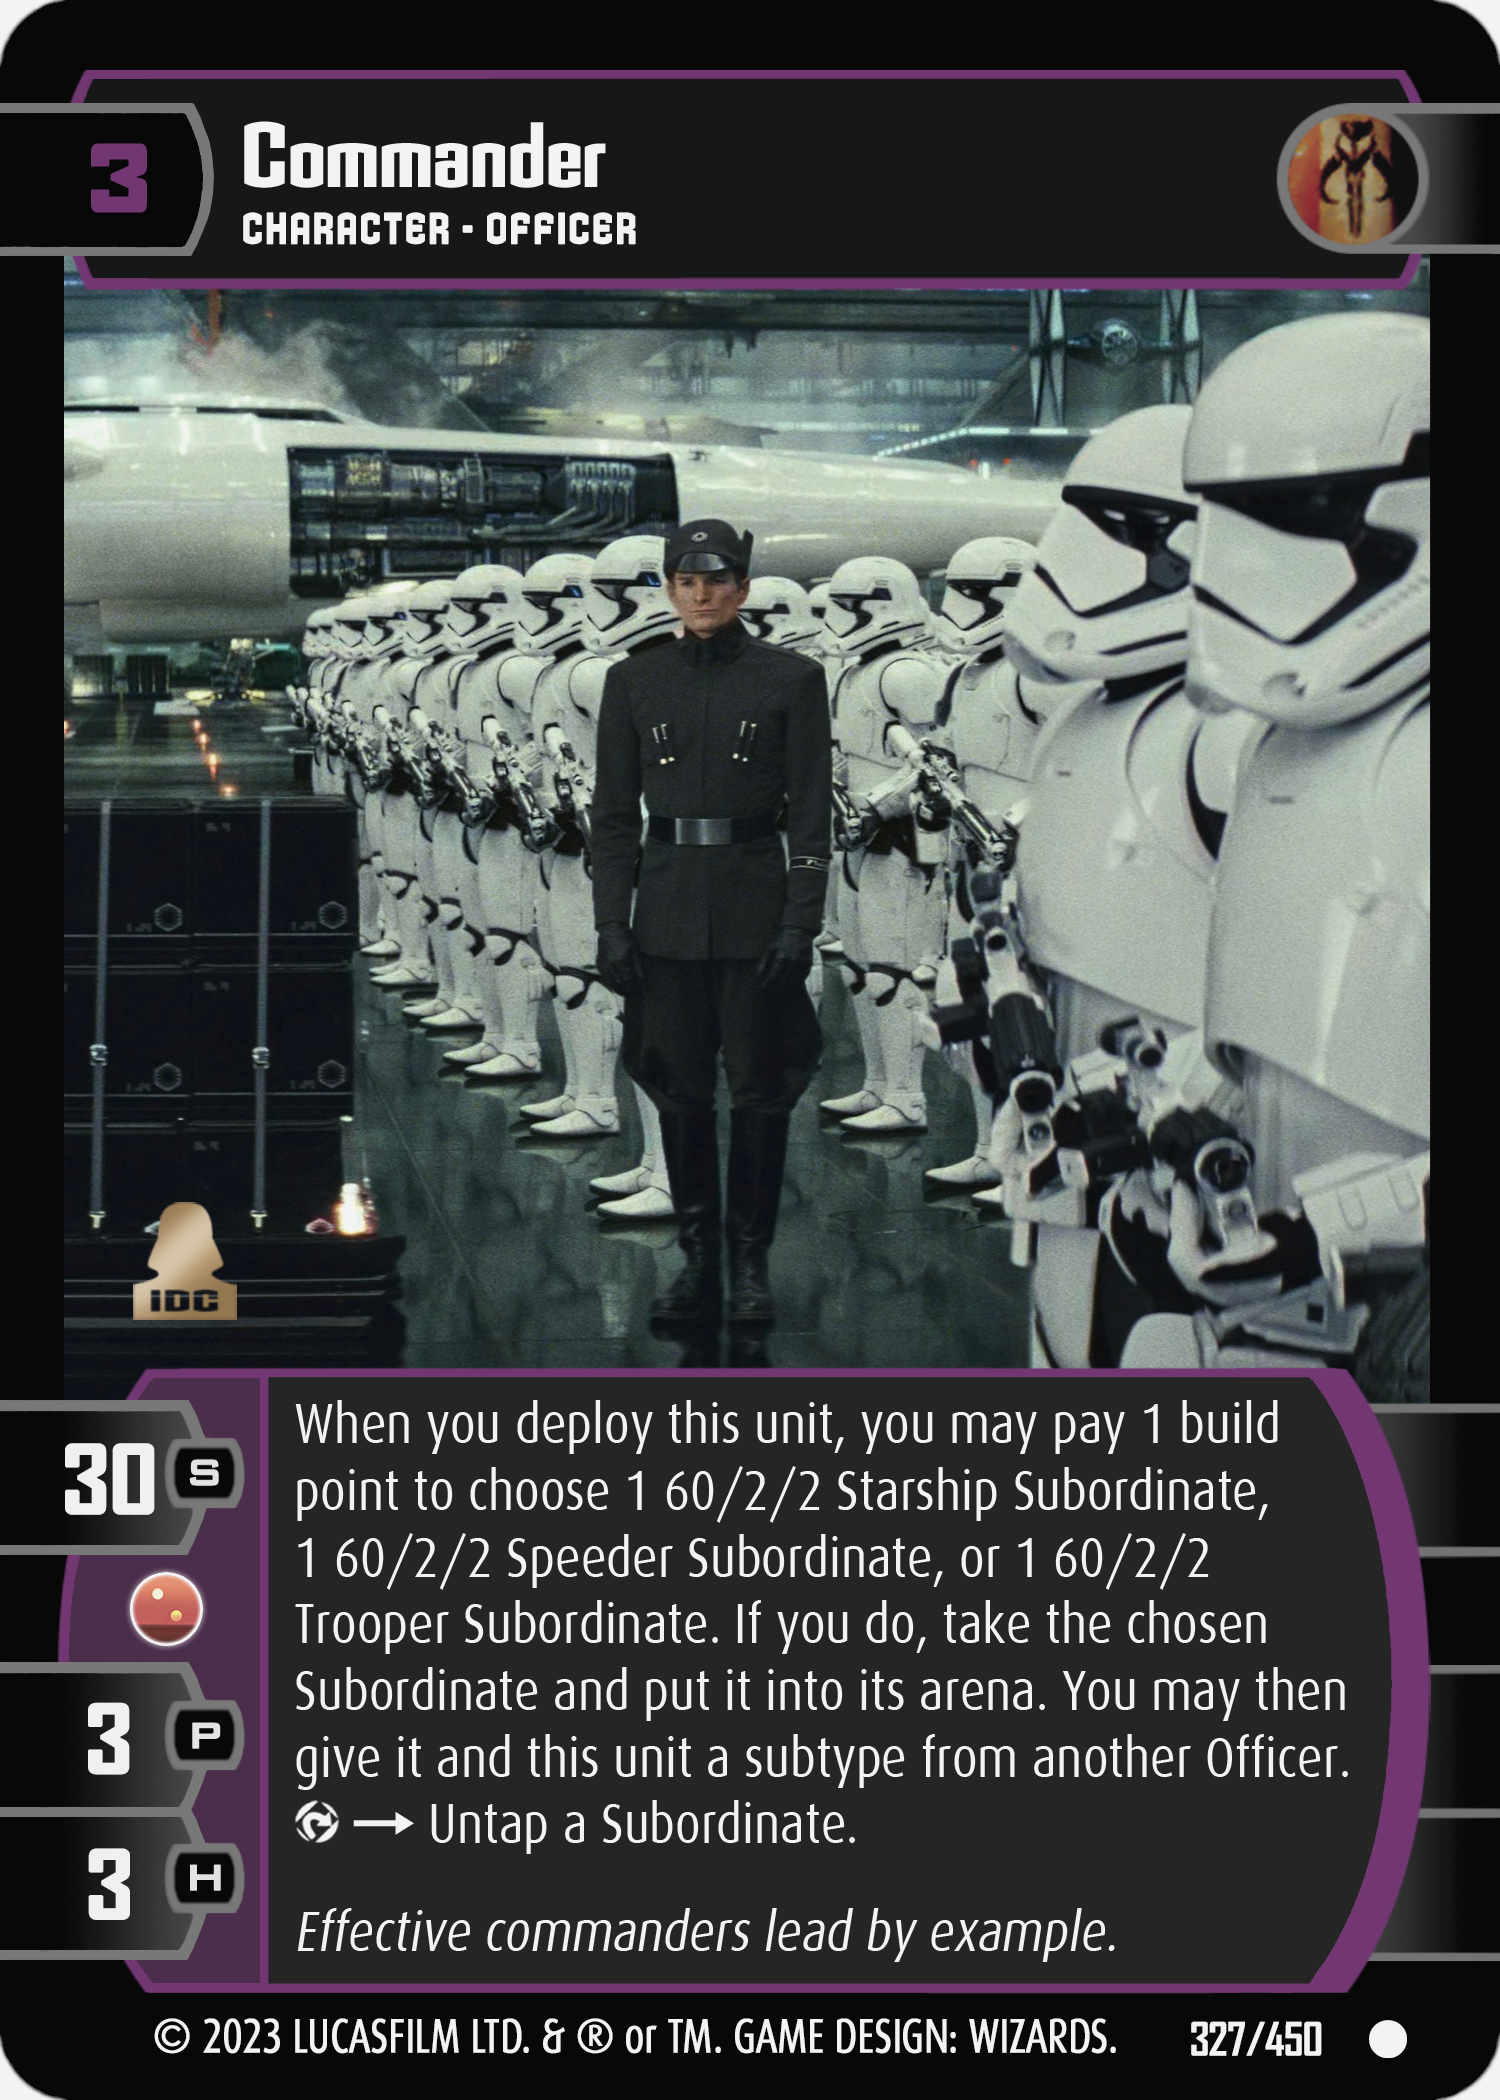 3
Commander
CHARACTER - OFFICER
IDC
30 S
3 P
3 H
When you deploy this unit, you may pay 1 build
point to choose 1 60/2/2 Starship Subordinate,
1 60/2/2 Speeder Subordinate, or 1 60/2/2
Trooper Subordinate. If you do, take the chosen
Subordinate and put it into its arena. You may then
give it and this unit a subtype from another Officer.
→ Untap a Subordinate.
Effective commanders lead by example.
© 2023 LUCASFILM LTD. & ® or TM. GAME DESIGN: WIZARDS.
327/450